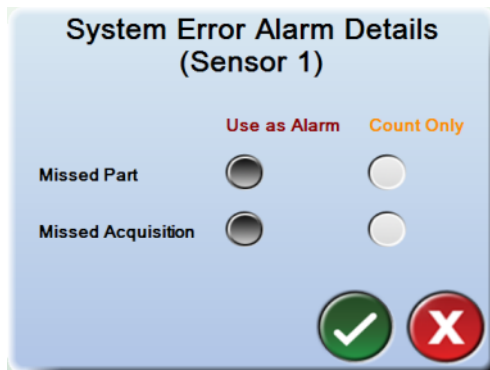 System Error Alarm Details
(Sensor 1)
Use as Alarm Count Only
Missed Part
Missed Acquisition